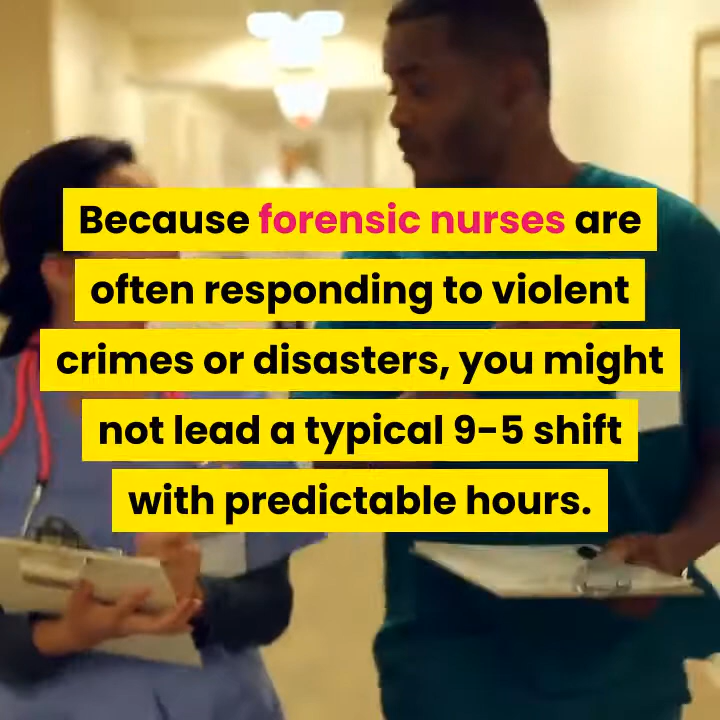 Because forensic nurses are
often responding to violent
crimes or disasters, you might
not lead a typical 9-5 shift
with predictable hours.